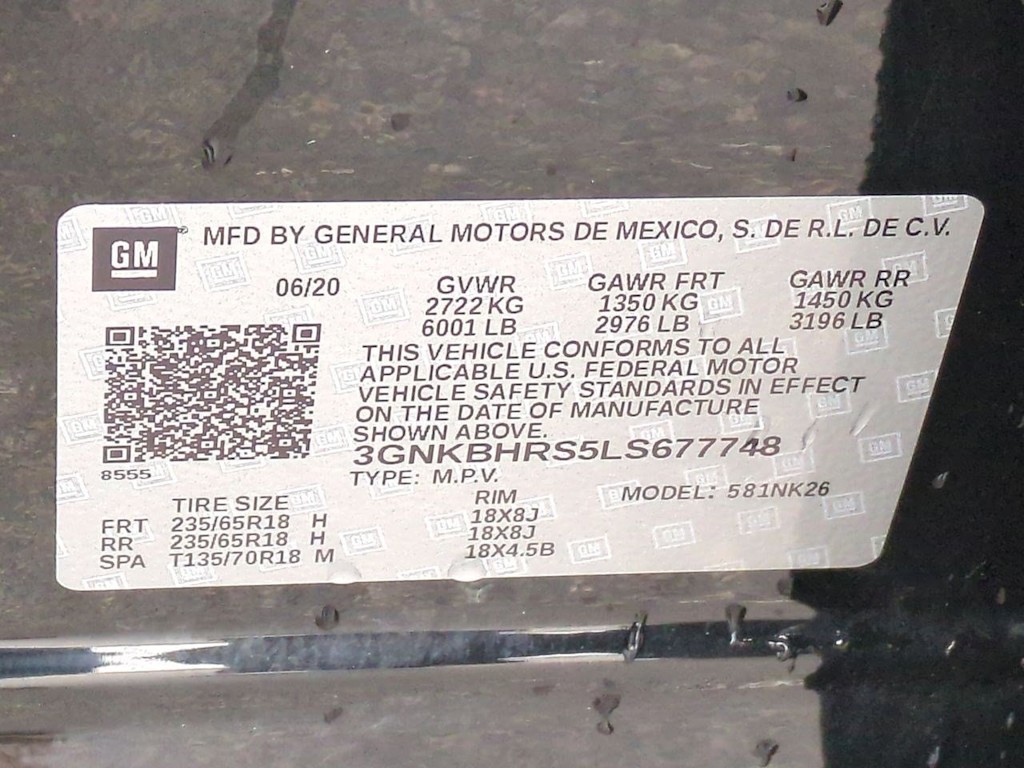 GM MFD BY GENERAL MOTORS DE MEXICO, S. DE R.L. DE C.V.
06/20 GVWR GAWR FRT GAWR RR
2722 KG 1350 KG 1450 KG
6001 LB 2976 LB 3196 LB
THIS VEHICLE CONFORMS TO ALL
APPLICABLE U.S. FEDERAL MOTOR
VEHICLE SAFETY STANDARDS IN EFFECT
ON THE DATE OF MANUFACTURE
SHOWN ABOVE.
3GNKBHRS5LS677748
8555 TYPE: M.P.V. MODEL: 581NK26
TIRE SIZE RIM
FRT 235/65R18 H 18X8J
RR 235/65R18 H 18X8J
SPA T135/70R18 M 18X4.5B